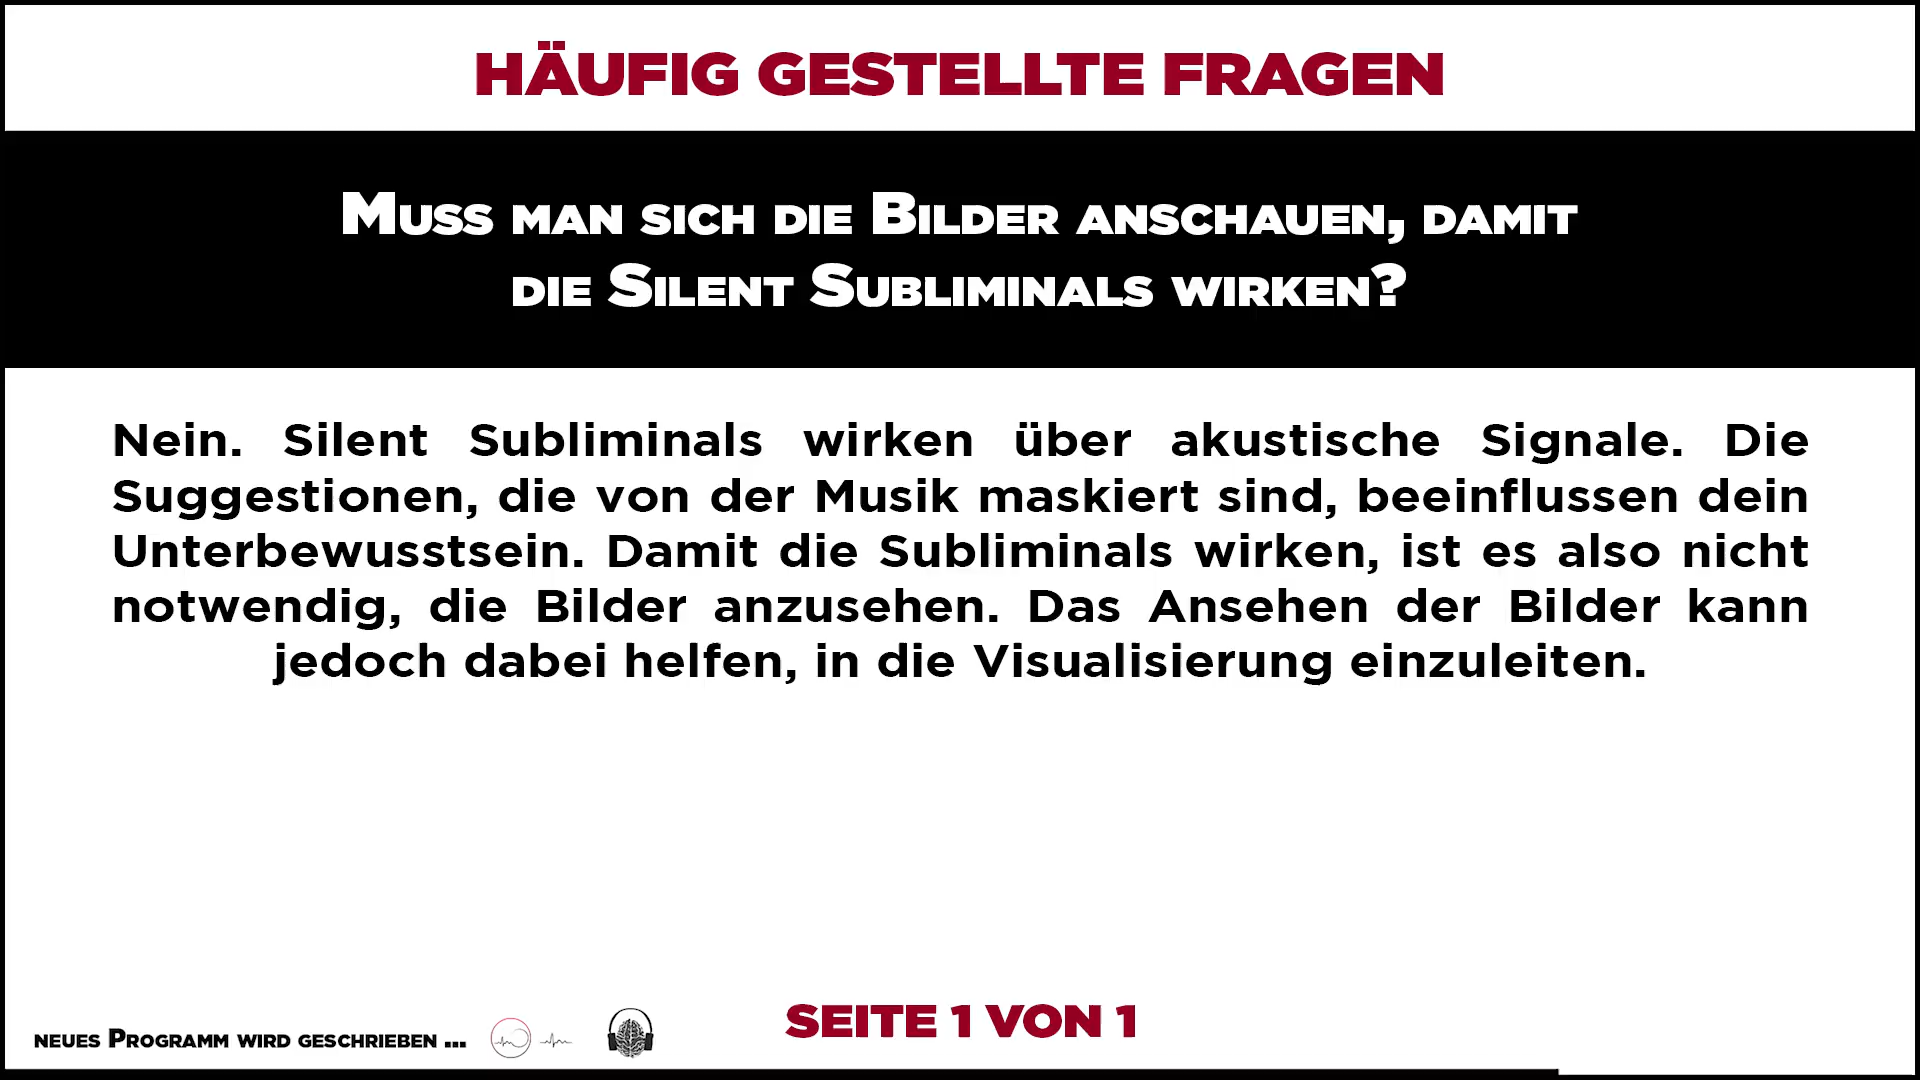 HÄUFIG GESTELLTE FRAGEN
Muss man sich die Bilder anschauen, damit
die Silent Subliminals wirken?
Nein. Silent Subliminals wirken über akustische Signale. Die
Suggestionen, die von der Musik maskiert sind, beeinflussen dein
Unterbewusstsein. Damit die Subliminals wirken, ist es also nicht
notwendig, die Bilder anzusehen. Das Ansehen der Bilder kann
jedoch dabei helfen, in die Visualisierung einzuleiten.
neues Programm wird geschrieben ...
SEITE 1 VON 1